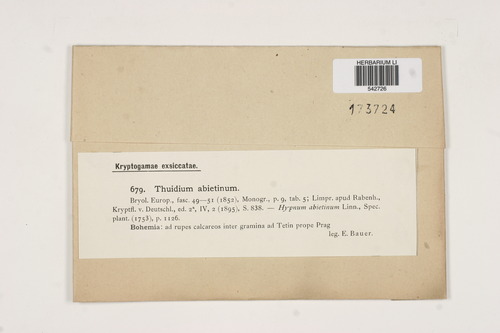 HERBARIUM LI
542726
173724
Kryptogamae exsiccatae.
679. Thuidium abietinum.
Bryol. Europ., fasc. 49—51 (1852), Monogr., p. 9, tab. 5; Limpr. apud Rabenh.,
Kryptfl. v. Deutschl., ed. 2ª, IV, 2 (1895), S. 838. — Hypnum abietinum Linn., Spec.
plant. (1753), p. 1126.
Bohemia: ad rupes calcareos inter gramina ad Tetin prope Prag
leg. E. Bauer.